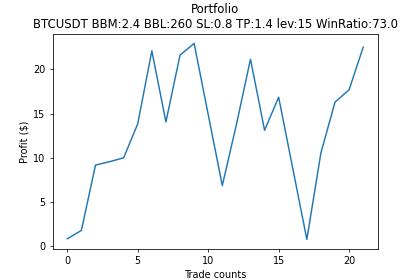 Portfolio
BTCUSDT BBM:2.4 BBL:260 SL:0.8 TP:1.4 lev:15 WinRatio:73.0
Profit ($)
20
15
10
5
0
0
5
10
15
20
Trade counts